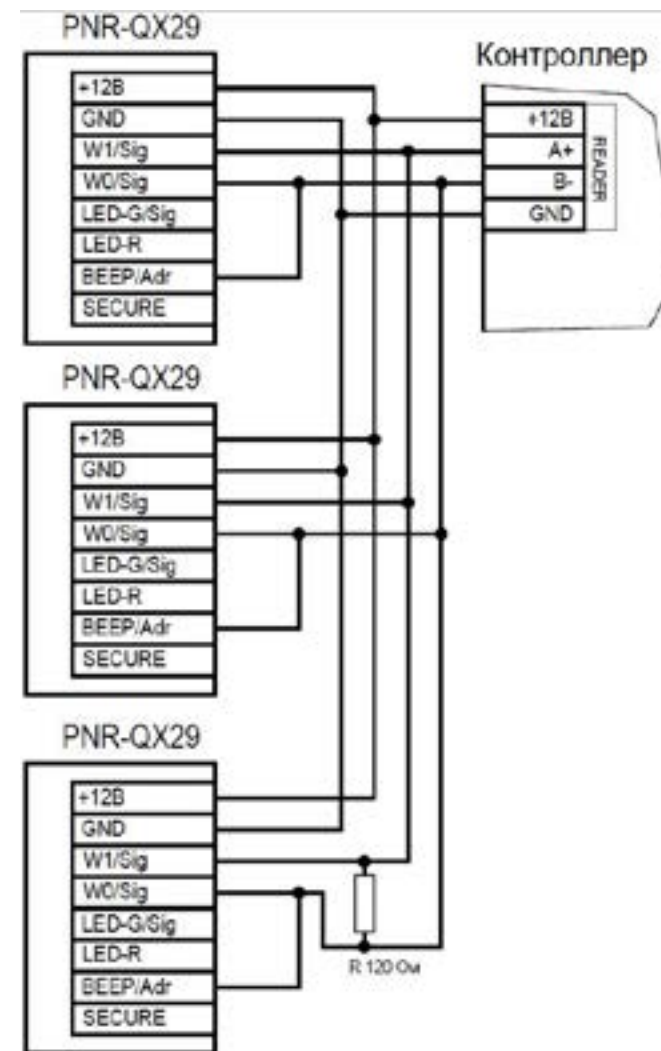 PNR-QX29
+12В
GND
W1/Sig
W0/Sig
LED-G/Sig
LED-R
BEEP/Adr
SECURE
Контроллер
+12В
A+
B-
GND
READER
PNR-QX29
+12В
GND
W1/Sig
W0/Sig
LED-G/Sig
LED-R
BEEP/Adr
SECURE
PNR-QX29
+12В
GND
W1/Sig
W0/Sig
LED-G/Sig
LED-R
BEEP/Adr
SECURE
R 120 Ом